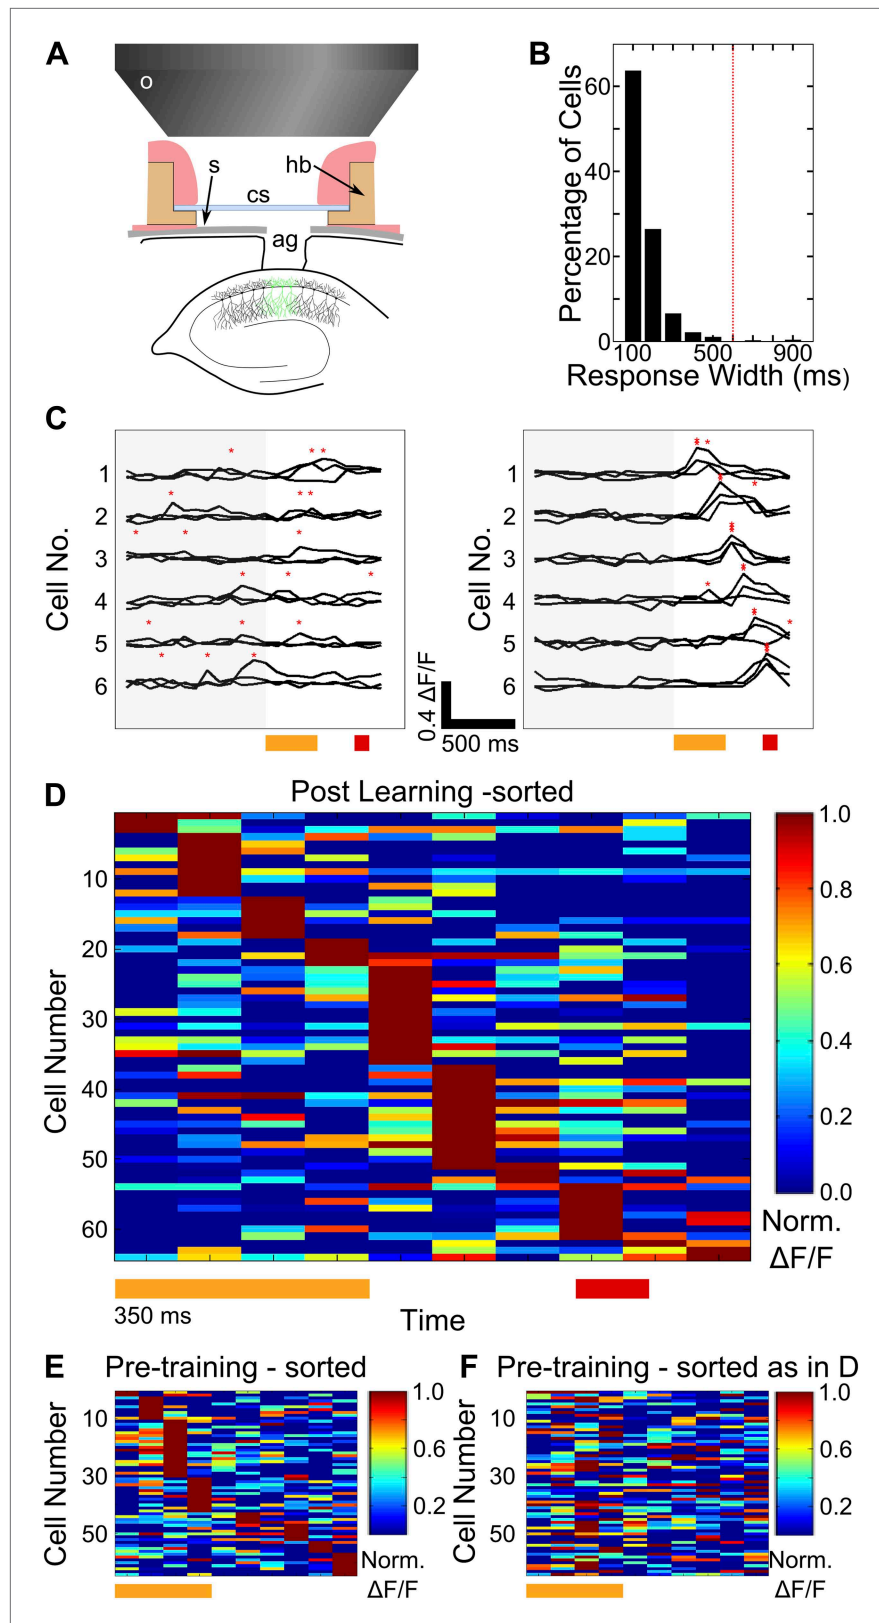 A
o
s
hb
cs
ag
B
Percentage of Cells
60
40
20
0
100
500
900
Response Width (ms)
C
Cell No.
1
2
3
4
5
6
0.4 ΔF/F
500 ms
Cell No.
1
2
3
4
5
6
D
Post Learning -sorted
Cell Number
10
20
30
40
50
60
1.0
0.8
0.6
0.4
0.2
0.0
Norm.
ΔF/F
350 ms
Time
E
Pre-training - sorted
Cell Number
10
30
50
1.0
0.6
0.2
Norm.
ΔF/F
F
Pre-training - sorted as in D
Cell Number
10
30
50
1.0
0.6
0.2
Norm.
ΔF/F